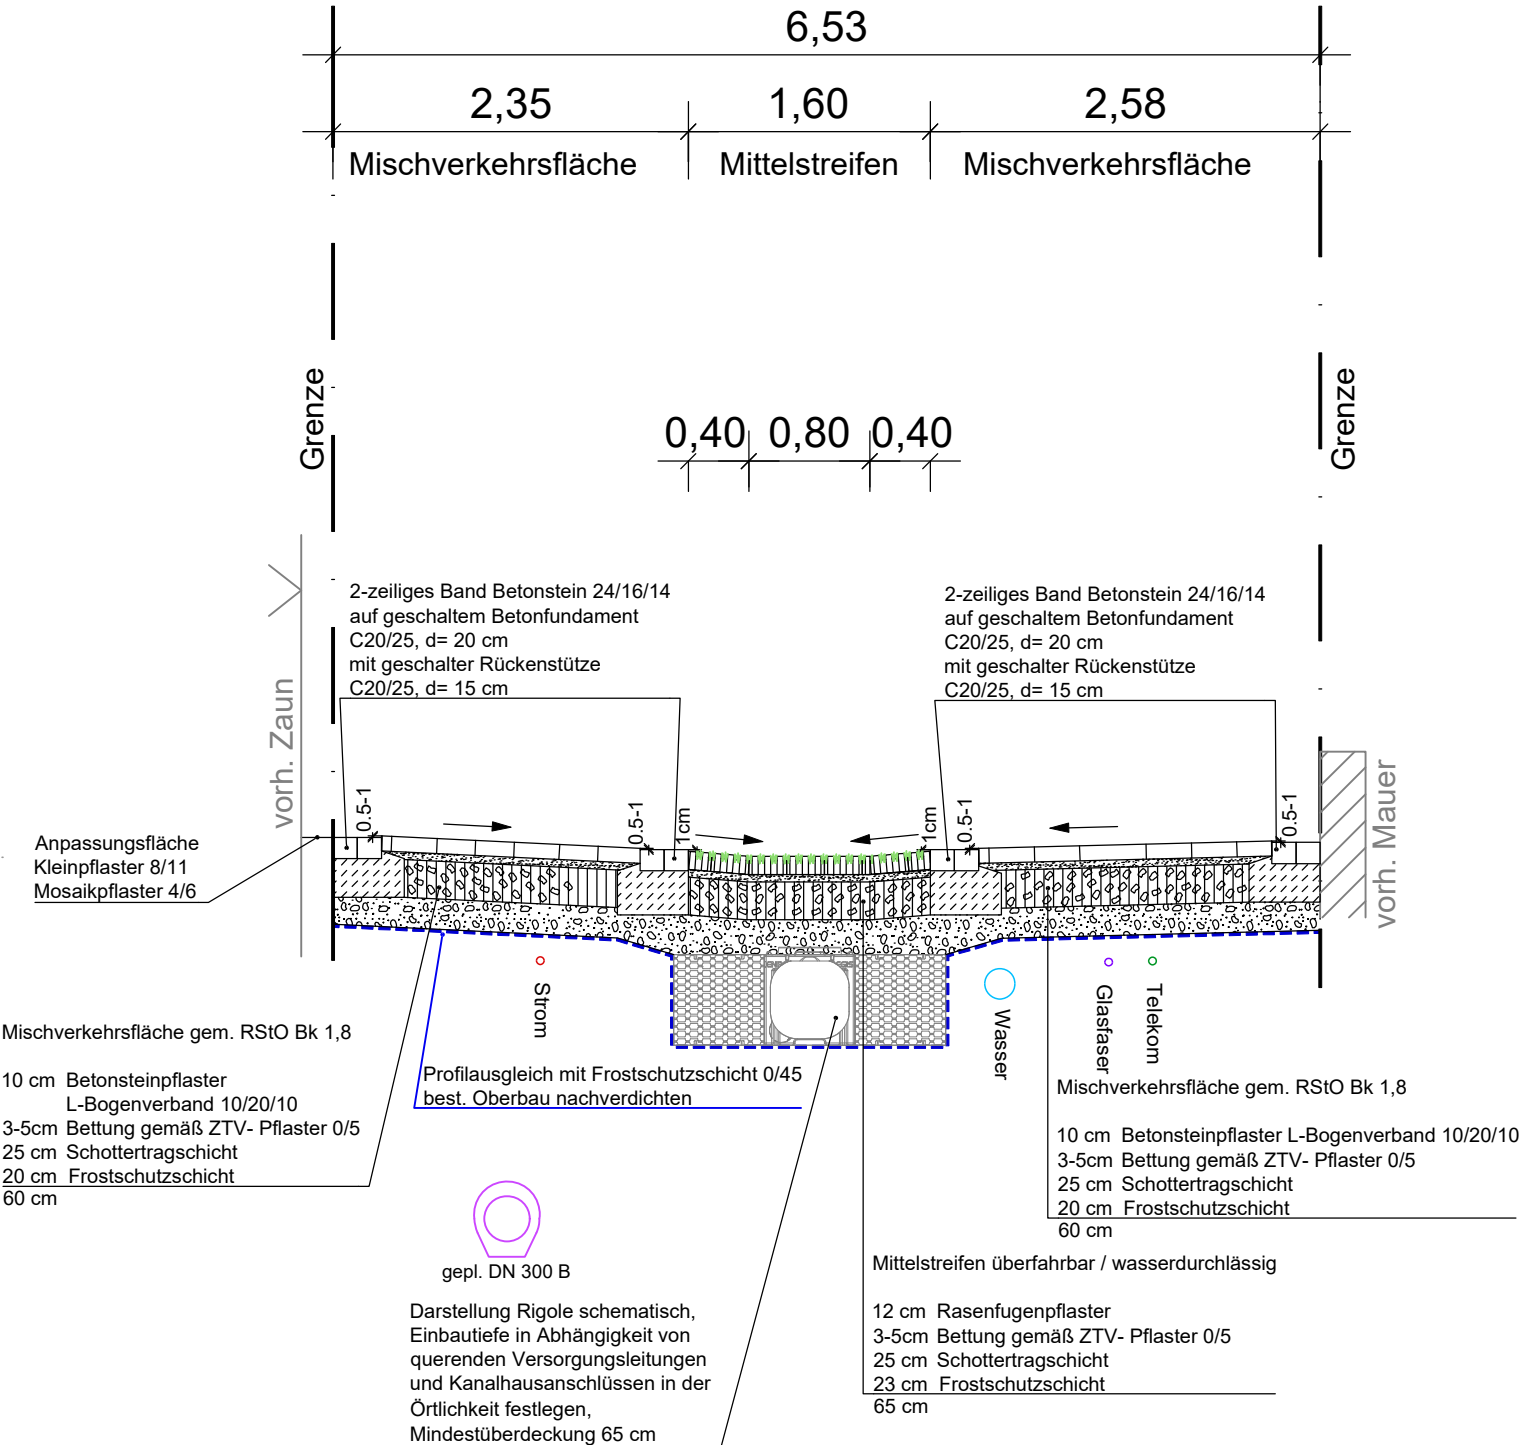 6,53
2,35
1,60
2,58
Mischverkehrsfläche
Mittelstreifen
Mischverkehrsfläche
Grenze
Grenze
0,40
0,80
0,40
2-zeiliges Band Betonstein 24/16/14
auf geschaltem Betonfundament
C20/25, d= 20 cm
mit geschalter Rückenstütze
C20/25, d= 15 cm
2-zeiliges Band Betonstein 24/16/14
auf geschaltem Betonfundament
C20/25, d= 20 cm
mit geschalter Rückenstütze
C20/25, d= 15 cm
vorh. Zaun
vorh. Mauer
0.5-1
0.5-1
1cm
1cm
0.5-1
0.5-1
Anpassungsfläche
Kleinpflaster 8/11
Mosaikpflaster 4/6
Strom
Wasser
Glasfaser
Telekom
Mischverkehrsfläche gem. RStO Bk 1,8
10 cm Betonsteinpflaster
L-Bogenverband 10/20/10
3-5cm Bettung gemäß ZTV- Pflaster 0/5
25 cm Schottertragschicht
20 cm Frostschutzschicht
60 cm
Profilausgleich mit Frostschutzschicht 0/45
best. Oberbau nachverdichten
Mischverkehrsfläche gem. RStO Bk 1,8
10 cm Betonsteinpflaster L-Bogenverband 10/20/10
3-5cm Bettung gemäß ZTV- Pflaster 0/5
25 cm Schottertragschicht
20 cm Frostschutzschicht
60 cm
gepl. DN 300 B
Darstellung Rigole schematisch,
Einbautiefe in Abhängigkeit von
querenden Versorgungsleitungen
und Kanalhausanschlüssen in der
Örtlichkeit festlegen,
Mindestüberdeckung 65 cm
Mittelstreifen überfahrbar / wasserdurchlässig
12 cm Rasenfugenpflaster
3-5cm Bettung gemäß ZTV- Pflaster 0/5
25 cm Schottertragschicht
23 cm Frostschutzschicht
65 cm